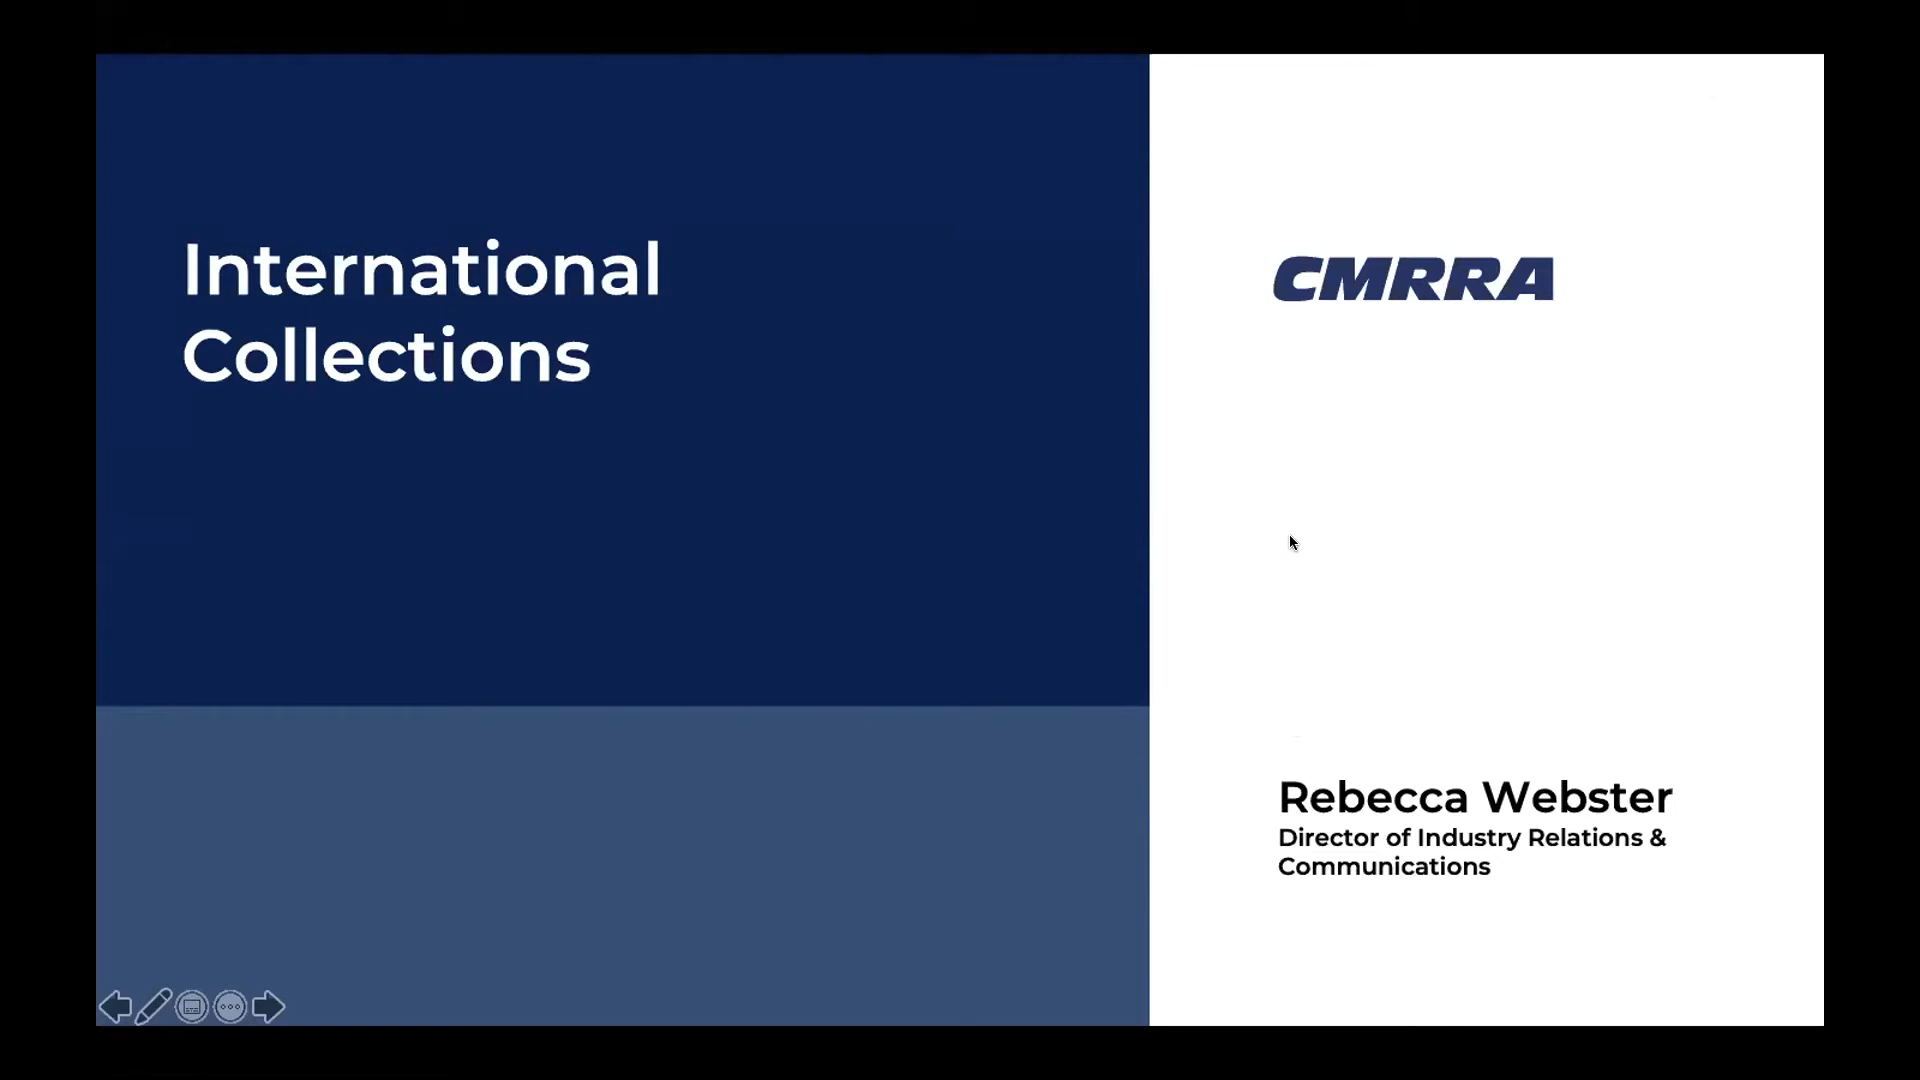 International
Collections
CMRRA
Rebecca Webster
Director of Industry Relations &
Communications